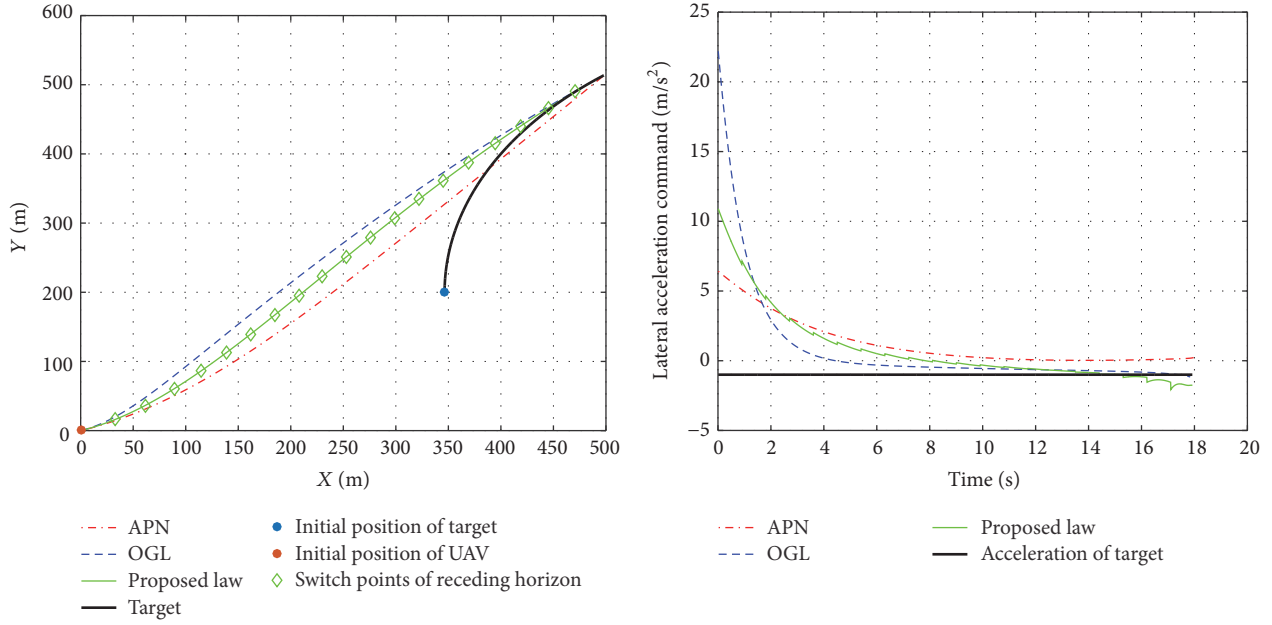 600
500
400
300
200
100
0
Y (m)
0 50 100 150 200 250 300 350 400 450 500
X (m)
APN
OGL
Proposed law
Target
Initial position of target
Initial position of UAV
Switch points of receding horizon
25
20
15
10
5
0
−5
Lateral acceleration command (m/s²)
0 2 4 6 8 10 12 14 16 18 20
Time (s)
APN
OGL
Proposed law
Acceleration of target